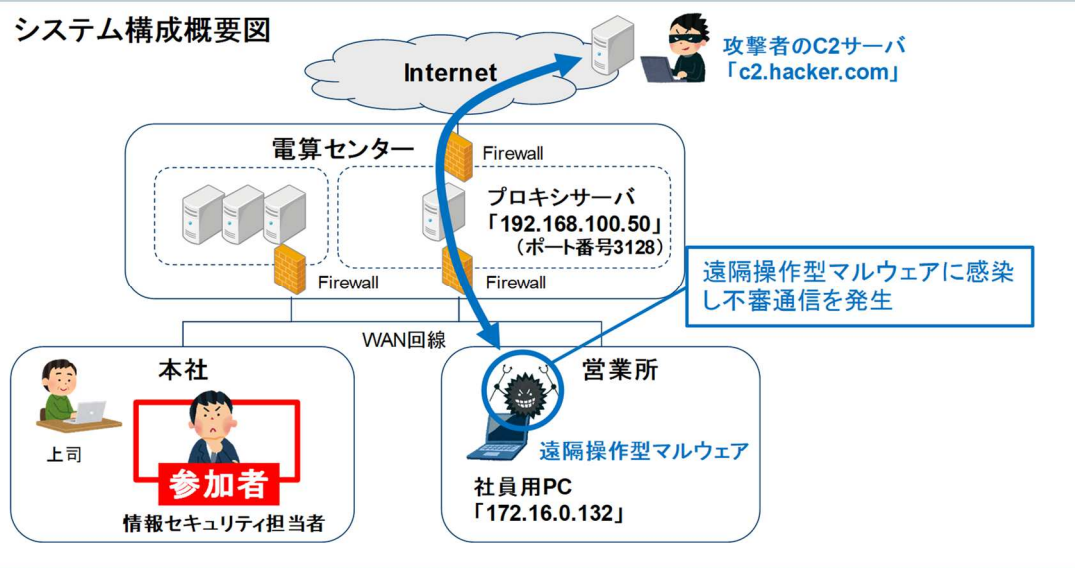 システム構成概要図
Internet
攻撃者のC2サーバ
「c2.hacker.com」
電算センター
Firewall
プロキシサーバ
「192.168.100.50」
（ポート番号3128）
Firewall
Firewall
遠隔操作型マルウェアに感染
し不審通信を発生
WAN回線
本社
上司
参加者
情報セキュリティ担当者
営業所
遠隔操作型マルウェア
社員用PC
「172.16.0.132」